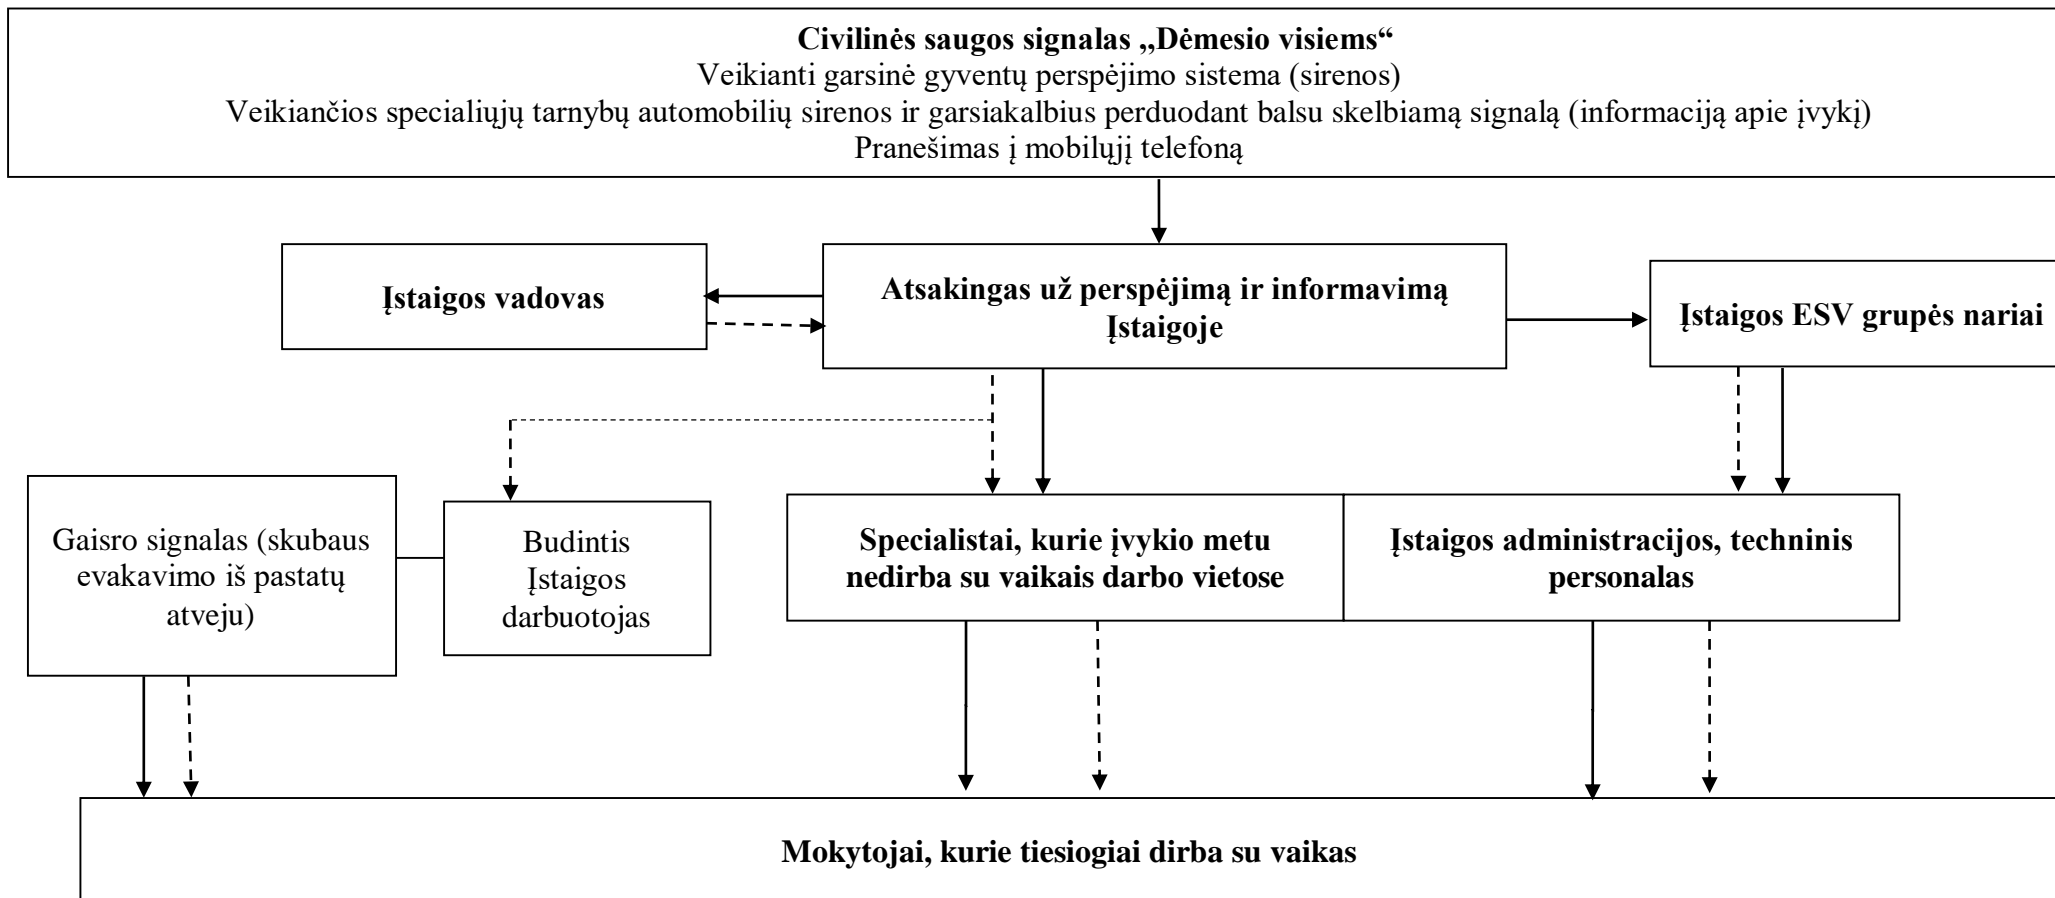 Civilinės saugos signalas „Dėmesio visiems“
Veikianti garsinė gyventų perspėjimo sistema (sirenos)
Veikiančios specialiųjų tarnybų automobilių sirenos ir garsiakalbius perduodant balsu skelbiamą signalą (informaciją apie įvykį)
Pranešimas į mobilųjį telefoną
Įstaigos vadovas
Atsakingas už perspėjimą ir informavimą
Įstaigoje
Įstaigos ESV grupės nariai
Gaisro signalas (skubaus
evakavimo iš pastatų
atveju)
Budintis
Įstaigos
darbuotojas
Specialistai, kurie įvykio metu
nedirba su vaikais darbo vietose
Įstaigos administracijos, techninis
personalas
Mokytojai, kurie tiesiogiai dirba su vaikas